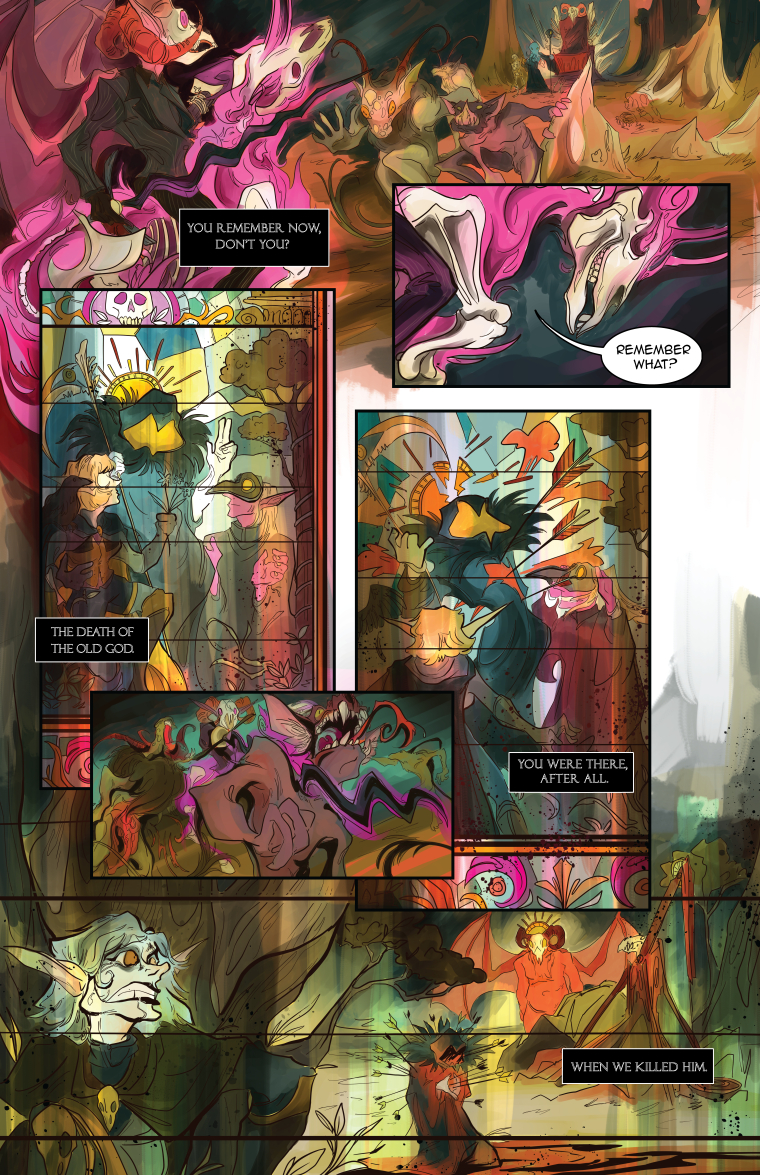 YOU REMEMBER NOW,
DON'T YOU?
REMEMBER
WHAT?
THE DEATH OF
THE OLD GOD.
YOU WERE THERE,
AFTER ALL.
WHEN WE KILLED HIM.